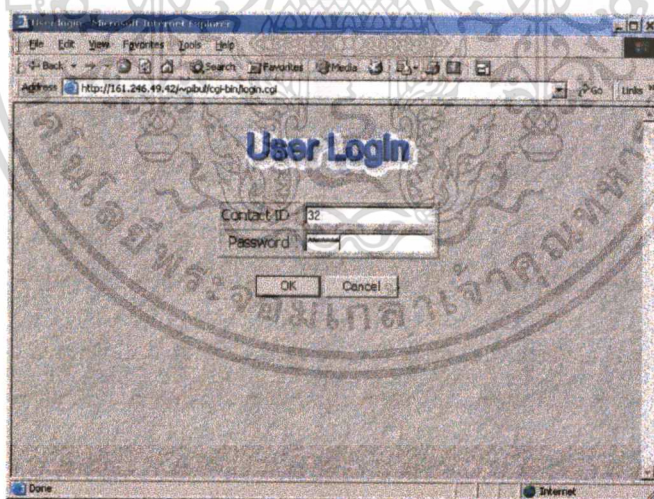 User login - Microsoft Internet Explorer
File Edit View Favorites Tools Help
Back Search Favorites Media
Address http://161.246.49.42/~pibul/cgi-bin/login.cgi Go Links
User Login
Contact ID 32
Password ********
OK Cancel
Done Internet